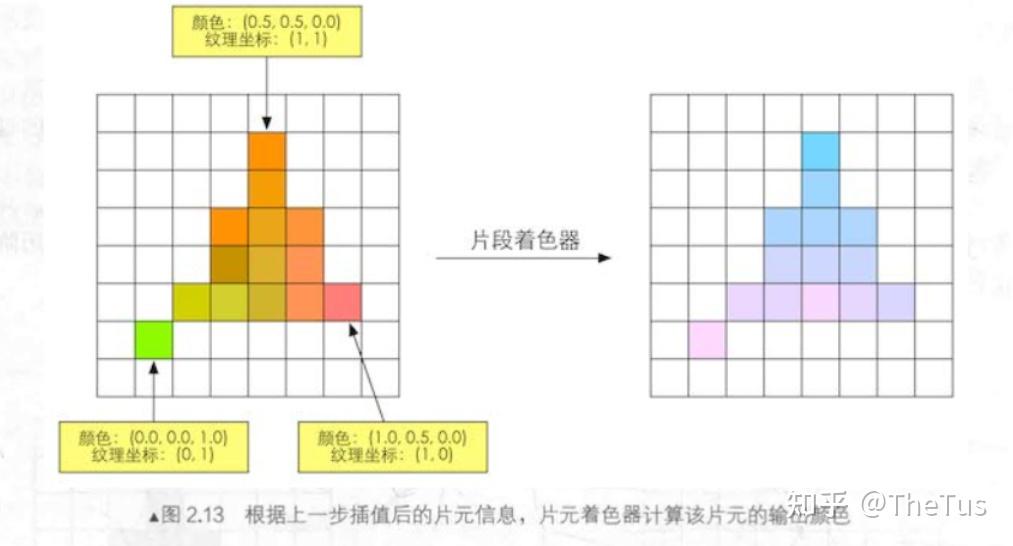 颜色：(0.5, 0.5, 0.0)
纹理坐标：(1, 1)
片段着色器
颜色：(0.0, 0.0, 1.0)
纹理坐标：(0, 1)
颜色：(1.0, 0.5, 0.0)
纹理坐标：(1, 0)
▲图 2.13 根据上一步插值后的片元信息，片元着色器计算该片元的输出颜色
知乎 @TheTus